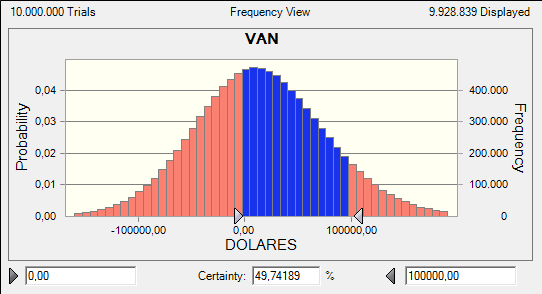 10.000.000 Trials Frequency View 9.928.839 Displayed
VAN
0,04 400.000
0,03 300.000
0,02 200.000
0,01 100.000
0,00 0
Probability
Frequency
-100000,00 0,00 100000,00
DOLARES
0,00 Certainty: 49,74189 % 100000,00